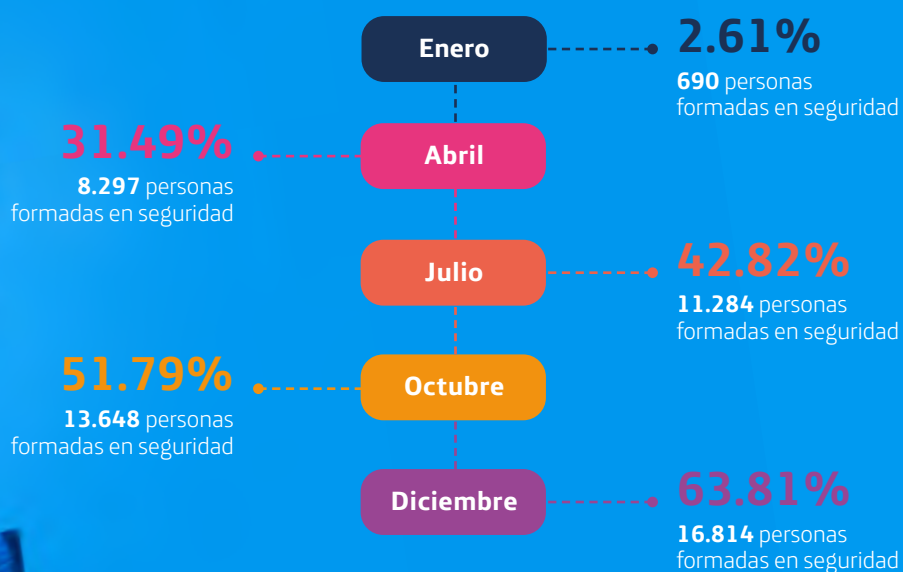 Enero
2.61%
690 personas
formadas en seguridad
31.49%
8.297 personas
formadas en seguridad
Abril
Julio
42.82%
11.284 personas
formadas en seguridad
51.79%
13.648 personas
formadas en seguridad
Octubre
Diciembre
63.81%
16.814 personas
formadas en seguridad